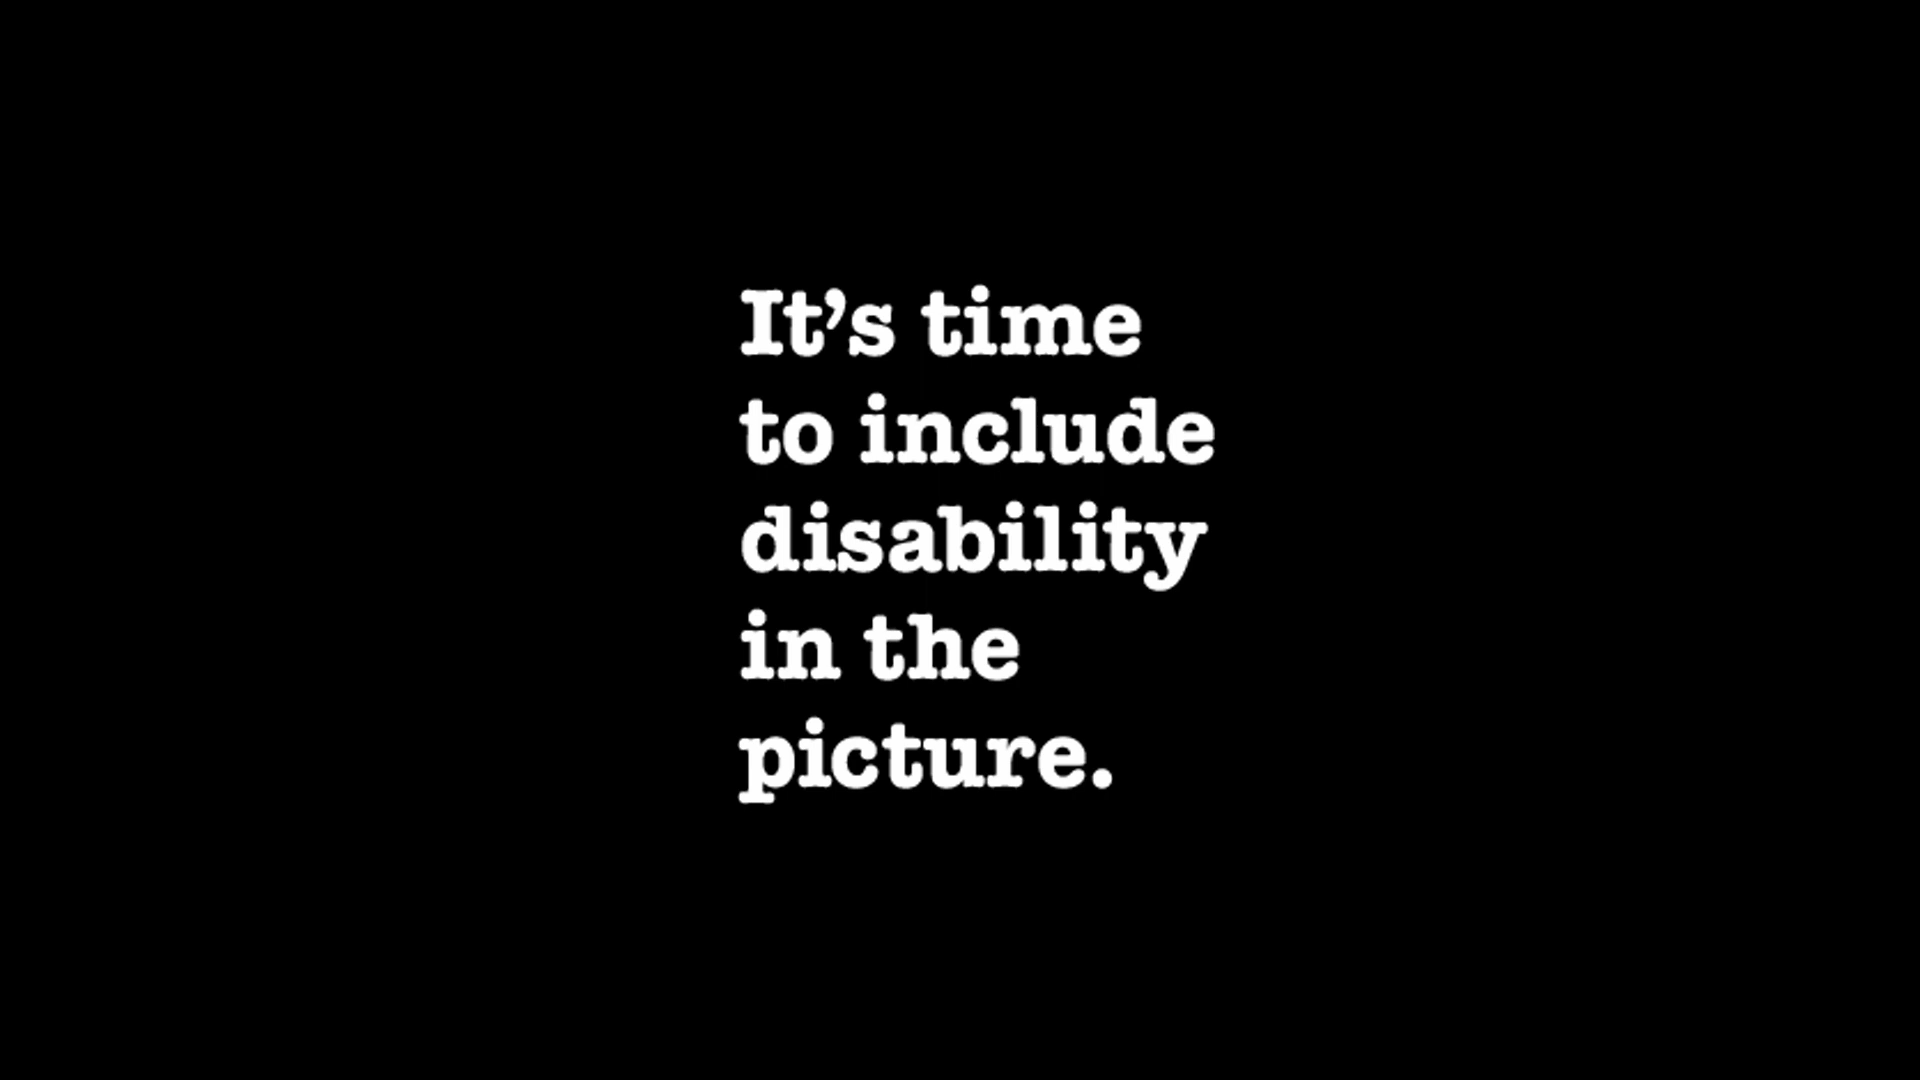 It’s time
to include
disability
in the
picture.